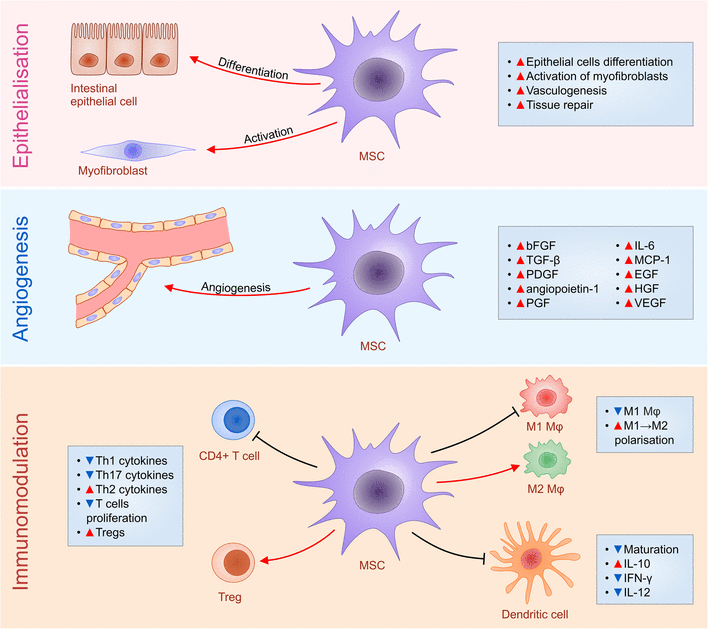 Epithelialisation
Differentiation
Intestinal
epithelial cell
Activation
Myofibroblast
MSC
• ▲Epithelial cells differentiation
• ▲Activation of myofibroblasts
• ▲Vasculogenesis
• ▲Tissue repair
Angiogenesis
Angiogenesis
MSC
• ▲bFGF
• ▲TGF-β
• ▲PDGF
• ▲angiopoietin-1
• ▲PGF
• ▲IL-6
• ▲MCP-1
• ▲EGF
• ▲HGF
• ▲VEGF
Immunomodulation
• ▼Th1 cytokines
• ▼Th17 cytokines
• ▲Th2 cytokines
• ▼T cells
proliferation
• ▲Tregs
CD4+ T cell
Treg
MSC
M1 Mφ
M2 Mφ
Dendritic cell
• ▼M1 Mφ
• ▲M1→M2
polarisation
• ▼Maturation
• ▲IL-10
• ▼IFN-γ
• ▼IL-12